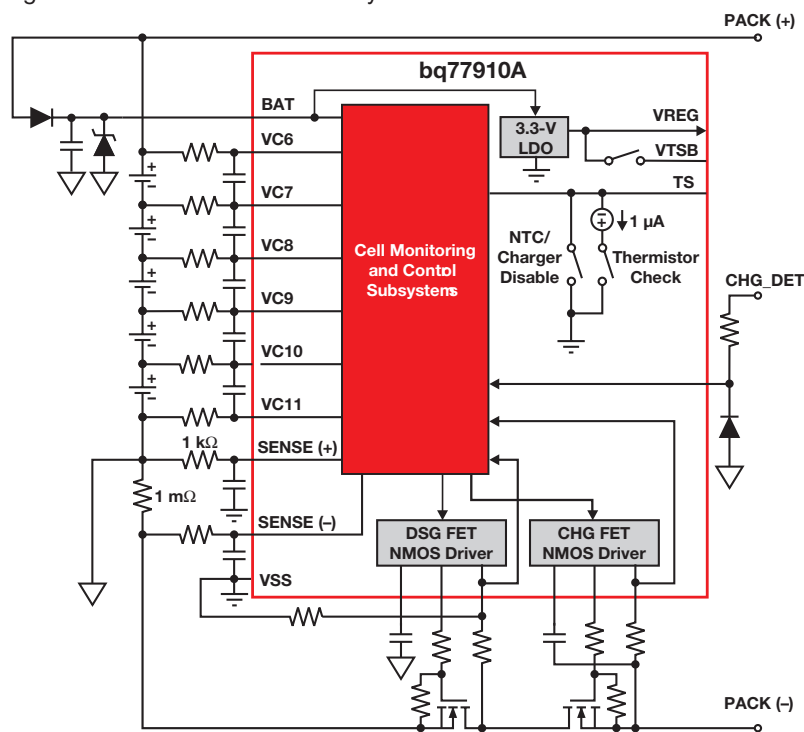 PACK (+)
bq77910A
BAT
VC6
VC7
VC8
VC9
VC10
VC11
1 kΩ
SENSE (+)
1 mΩ
SENSE (–)
VSS
Cell Monitoring
and Control
Subsystems
3.3-V
LDO
VREG
VTSB
TS
1 µA
NTC/
Charger
Disable
Thermistor
Check
CHG_DET
DSG FET
NMOS Driver
CHG FET
NMOS Driver
PACK (–)